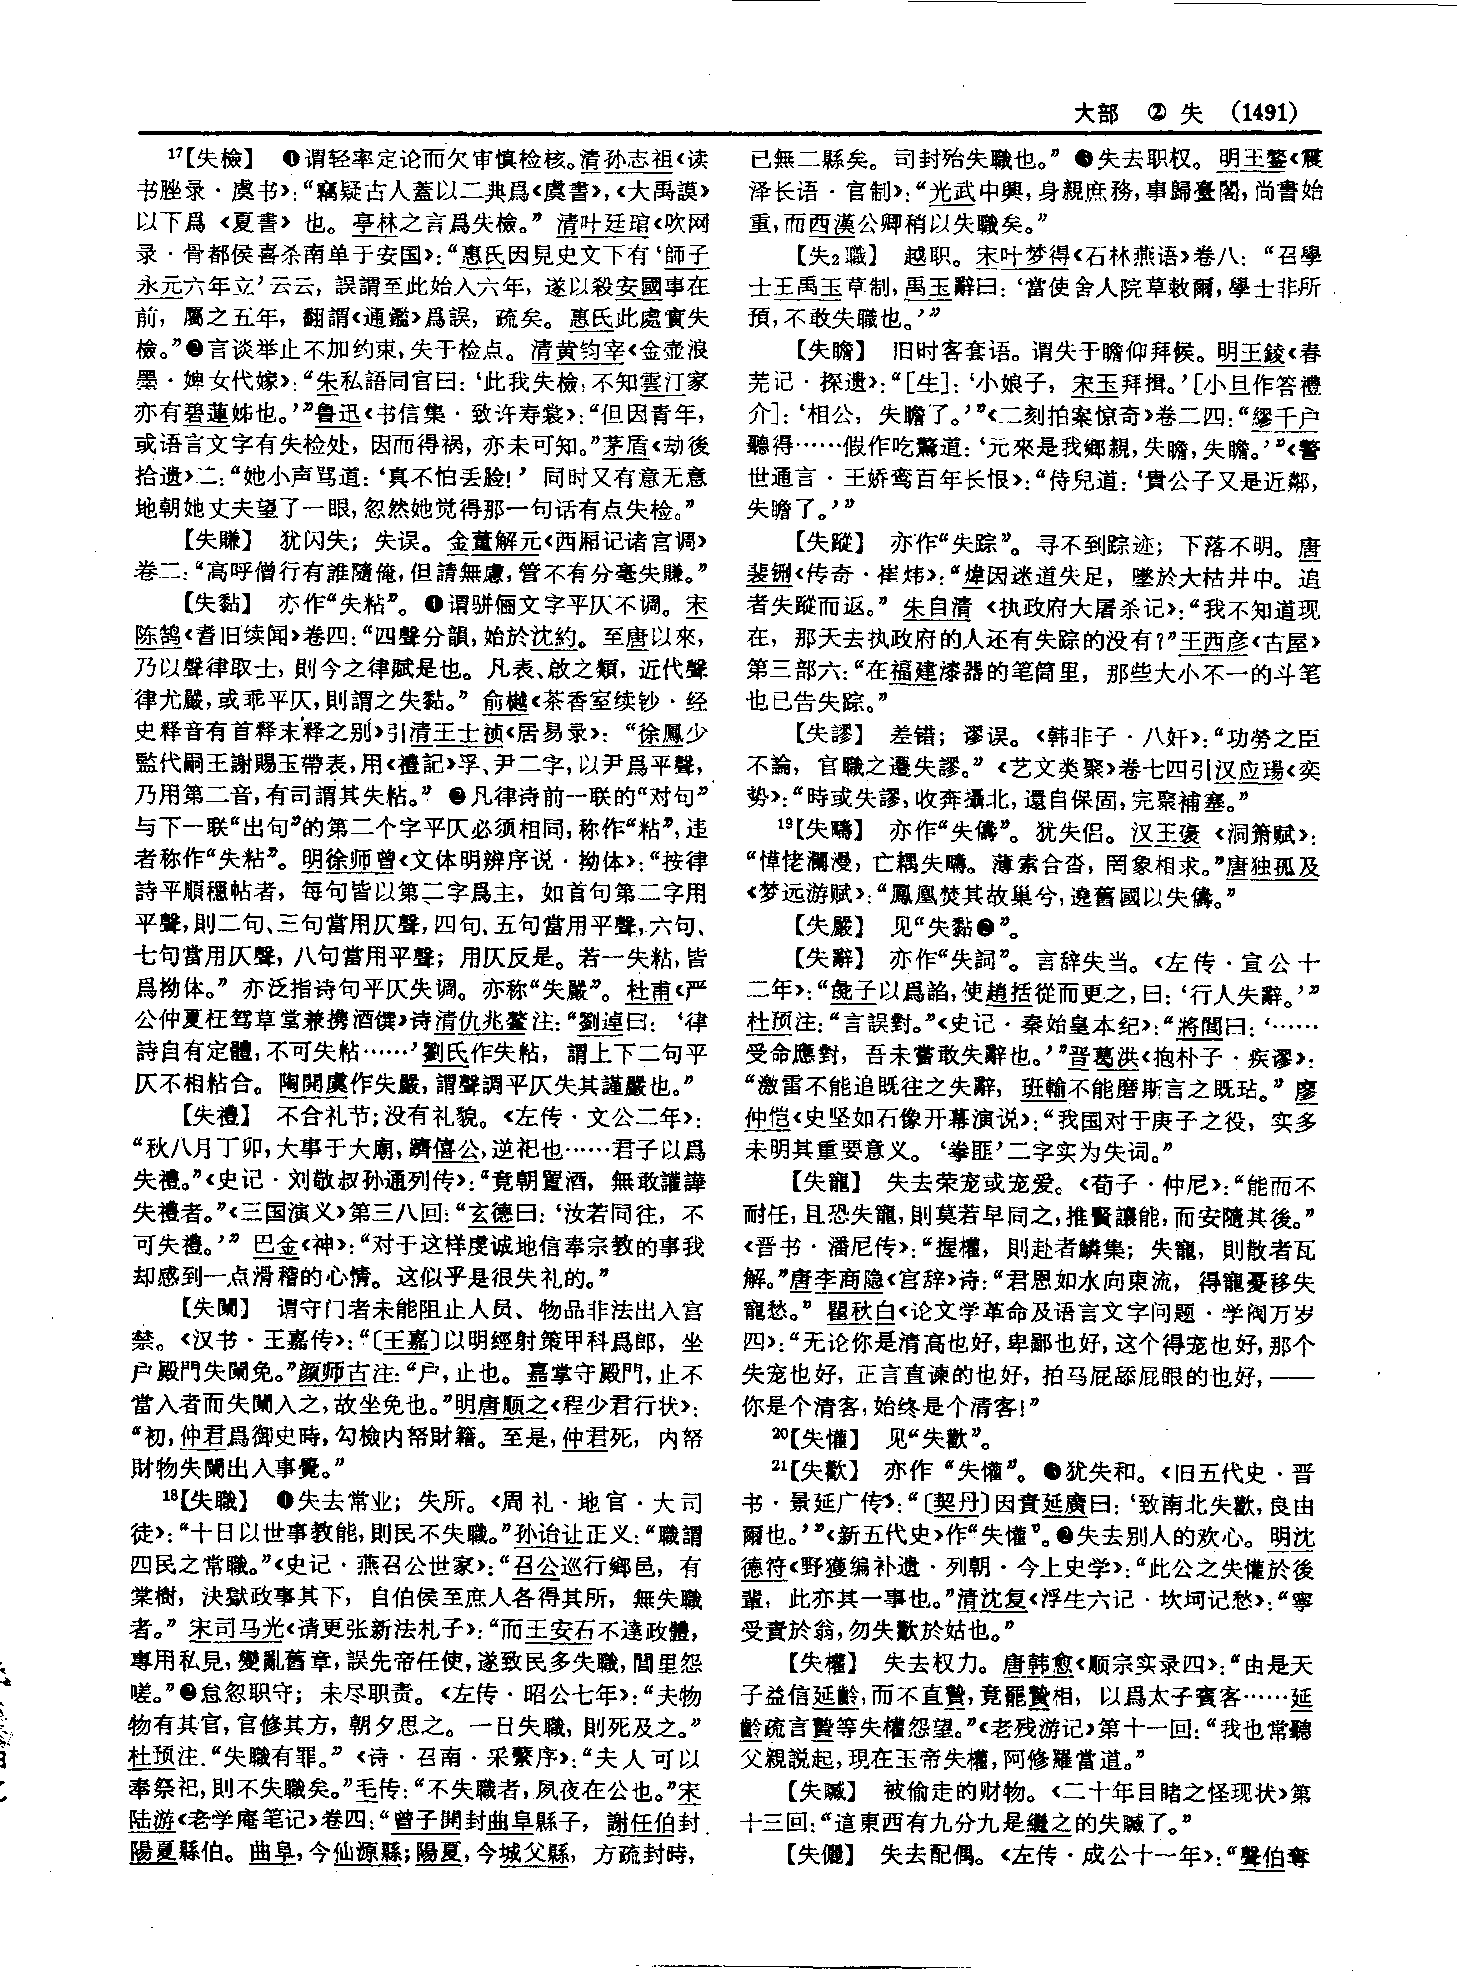 大部 ② 失 (1491)
17【失檢】 ❶谓轻率定论而欠审慎检核。清孙志祖《读
书脞录·虞书》：“竊疑古人蓋以二典爲《虞書》，《大禹謨》
以下爲《夏書》也。亭林之言爲失檢。”清叶廷琯《吹网
录·骨都侯喜杀南单于安国》：“惠氏因見史文下有‘師子
永元六年立’云云，誤謂至此始入六年，遂以殺安國事在
前，屬之五年，翻謂《通鑑》爲誤，疏矣。惠氏此處實失
檢。”❷言谈举止不加约束，失于检点。清黄钧宰《金壶浪
墨·婢女代嫁》：“朱私語同官曰：‘此我失檢，不知雲汀家
亦有碧蓮姊也。’”鲁迅《书信集·致许寿裳》：“但因青年，
或语言文字有失检处，因而得祸，亦未可知。”茅盾《劫後
拾遗》二：“她小声骂道：‘真不怕丢脸！’同时又有意无意
地朝她丈夫望了一眼，忽然她觉得那一句话有点失检。”
【失賺】 犹闪失；失误。金董解元《西厢记诸宫调》
卷二：“高呼僧行有誰隨俺，但請無慮，管不有分毫失賺。”
【失黏】 亦作“失粘”。❶谓骈俪文字平仄不调。宋
陈鹄《耆旧续闻》卷四：“四聲分韻，始於沈約。至唐以來，
乃以聲律取士，則今之律賦是也。凡表、啟之類，近代聲
律尤嚴，或乖平仄，則謂之失黏。”俞樾《茶香室续钞·经
史释音有首释末释之别》引清王士祯《居易录》：“徐鳳少
監代嗣王謝賜玉帶表，用《禮記》孚、尹二字，以尹爲平聲，
乃用第二音，有司謂其失粘。”❷凡律诗前一联的“对句”
与下一联“出句”的第二个字平仄必须相同，称作“粘”，违
者称作“失粘”。明徐师曾《文体明辨序说·拗体》：“按律
詩平順穩帖者，每句皆以第二字爲主，如首句第二字用
平聲，則二句、三句當用仄聲，四句、五句當用平聲，六句、
七句當用仄聲，八句當用平聲；用仄反是。若一失粘，皆
爲拗体。”亦泛指诗句平仄失调。亦称“失嚴”。杜甫《严
公仲夏枉驾草堂兼携酒馔》诗清仇兆鳌注：“劉逴曰：‘律
詩自有定體，不可失粘……’劉氏作失粘，謂上下二句平
仄不相粘合。陶開虞作失嚴，謂聲調平仄失其謹嚴也。”
【失禮】 不合礼节；没有礼貌。《左传·文公二年》：
“秋八月丁卯，大事于大廟，躋僖公，逆祀也……君子以爲
失禮。”《史记·刘敬叔孙通列传》：“竟朝置酒，無敢讙譁
失禮者。”《三国演义》第三八回：“玄德曰：‘汝若同往，不
可失禮。’”巴金《神》：“对于这样虔诚地信奉宗教的事我
却感到一点滑稽的心情。这似乎是很失礼的。”
【失闌】 谓守门者未能阻止人员、物品非法出入宫
禁。《汉书·王嘉传》：“〔王嘉〕以明經射策甲科爲郎，坐
户殿門失闌免。”颜师古注：“户，止也。嘉掌守殿門，止不
當入者而失闌入之，故坐免也。”明唐顺之《程少君行状》：
“初，仲君爲御史時，勾檢内帑財籍。至是，仲君死，内帑
財物失闌出入事覺。”
18【失職】 ❶失去常业；失所。《周礼·地官·大司
徒》：“十日以世事教能，則民不失職。”孙诒让正义：“職謂
四民之常職。”《史记·燕召公世家》：“召公巡行鄉邑，有
棠樹，決獄政事其下，自伯侯至庶人各得其所，無失職
者。”宋司马光《请更张新法札子》：“而王安石不達政體，
專用私見，變亂舊章，誤先帝任使，遂致民多失職，閭里怨
嗟。”❷怠忽职守；未尽职责。《左传·昭公七年》：“夫物
物有其官，官修其方，朝夕思之。一日失職，則死及之。”
杜预注：“失職有罪。”《诗·召南·采蘩序》：“夫人可以
奉祭祀，則不失職矣。”毛传：“不失職者，夙夜在公也。”宋
陆游《老学庵笔记》卷四：“曾子開封曲阜縣子，謝任伯封
陽夏縣伯。曲阜，今仙源縣；陽夏，今城父縣，方疏封時，
已無二縣矣。司封殆失職也。”❸失去职权。明王鏊《震
泽长语·官制》：“光武中興，身親庶務，事歸臺閣，尚書始
重，而西漢公卿稍以失職矣。”
【失2職】 越职。宋叶梦得《石林燕语》卷八：“召學
士王禹玉草制，禹玉辭曰：‘當使舍人院草敕爾，學士非所
預，不敢失職也。’”
【失瞻】 旧时客套语。谓失于瞻仰拜候。明王錂《春
芜记·探遗》：“[生]：‘小娘子，宋玉拜揖。’[小旦作答禮
介]：‘相公，失瞻了。’”《二刻拍案惊奇》卷二四：“繆千户
聽得……假作吃驚道：‘元來是我鄉親，失瞻，失瞻。’”《警
世通言·王娇鸾百年长恨》：“侍兒道：‘貴公子又是近鄰，
失瞻了。’”
【失蹤】 亦作“失踪”。寻不到踪迹；下落不明。唐
裴铏《传奇·崔炜》：“煒因迷道失足，墜於大枯井中。追
者失蹤而返。”朱自清《执政府大屠杀记》：“我不知道现
在，那天去执政府的人还有失踪的没有？”王西彦《古屋》
第三部六：“在福建漆器的笔筒里，那些大小不一的斗笔
也已告失踪。”
【失謬】 差错；谬误。《韩非子·八奸》：“功勞之臣
不論，官職之遷失謬。”《艺文类聚》卷七四引汉应瑒《奕
势》：“時或失謬，收奔攝北，還自保固，完聚補塞。”
19【失疇】 亦作“失儔”。犹失侣。汉王褒《洞箫赋》：
“愺恅瀾漫，亡耦失疇。薄索合沓，罔象相求。”唐独孤及
《梦远游赋》：“鳳凰焚其故巢兮，遶舊國以失儔。”
【失嚴】 见“失黏❷”。
【失辭】 亦作“失詞”。言辞失当。《左传·宣公十
二年》：“彘子以爲諂，使趙括從而更之，曰：‘行人失辭。’”
杜预注：“言誤對。”《史记·秦始皇本纪》：“將閭曰：‘……
受命應對，吾未嘗敢失辭也。’”晋葛洪《抱朴子·疾谬》：
“激雷不能追既往之失辭，班輸不能磨斯言之既玷。”廖
仲恺《史坚如石像开幕演说》：“我国对于庚子之役，实多
未明其重要意义。‘拳匪’二字实为失词。”
【失寵】 失去荣宠或宠爱。《荀子·仲尼》：“能而不
耐任，且恐失寵，則莫若早同之，推賢讓能，而安隨其後。”
《晋书·潘尼传》：“握權，則赴者鱗集；失寵，則散者瓦
解。”唐李商隐《宫辞》诗：“君恩如水向東流，得寵憂移失
寵愁。”瞿秋白《论文学革命及语言文字问题·学阀万岁
四》：“无论你是清高也好，卑鄙也好，这个得宠也好，那个
失宠也好，正言直谏的也好，拍马屁舔屁眼的也好，——
你是个清客，始终是个清客！”
20【失懽】 见“失歡”。
21【失歡】 亦作“失懽”。❶犹失和。《旧五代史·晋
书·景延广传》：“〔契丹〕因責延廣曰：‘致南北失歡，良由
爾也。’”《新五代史》作“失懽”。❷失去别人的欢心。明沈
德符《野獲编补遗·列朝·今上史学》：“此公之失懽於後
輩，此亦其一事也。”清沈复《浮生六记·坎坷记愁》：“寧
受責於翁，勿失歡於姑也。”
【失權】 失去权力。唐韩愈《顺宗实录四》：“由是天
子益信延齡，而不直贄，竟罷贄相，以爲太子賓客……延
齡疏言贄等失權怨望。”《老残游记》第十一回：“我也常聽
父親説起，現在玉帝失權，阿修羅當道。”
【失贓】 被偷走的财物。《二十年目睹之怪现状》第
十三回：“這東西有九分九是繼之的失贓了。”
【失儷】 失去配偶。《左传·成公十一年》：“聲伯奪